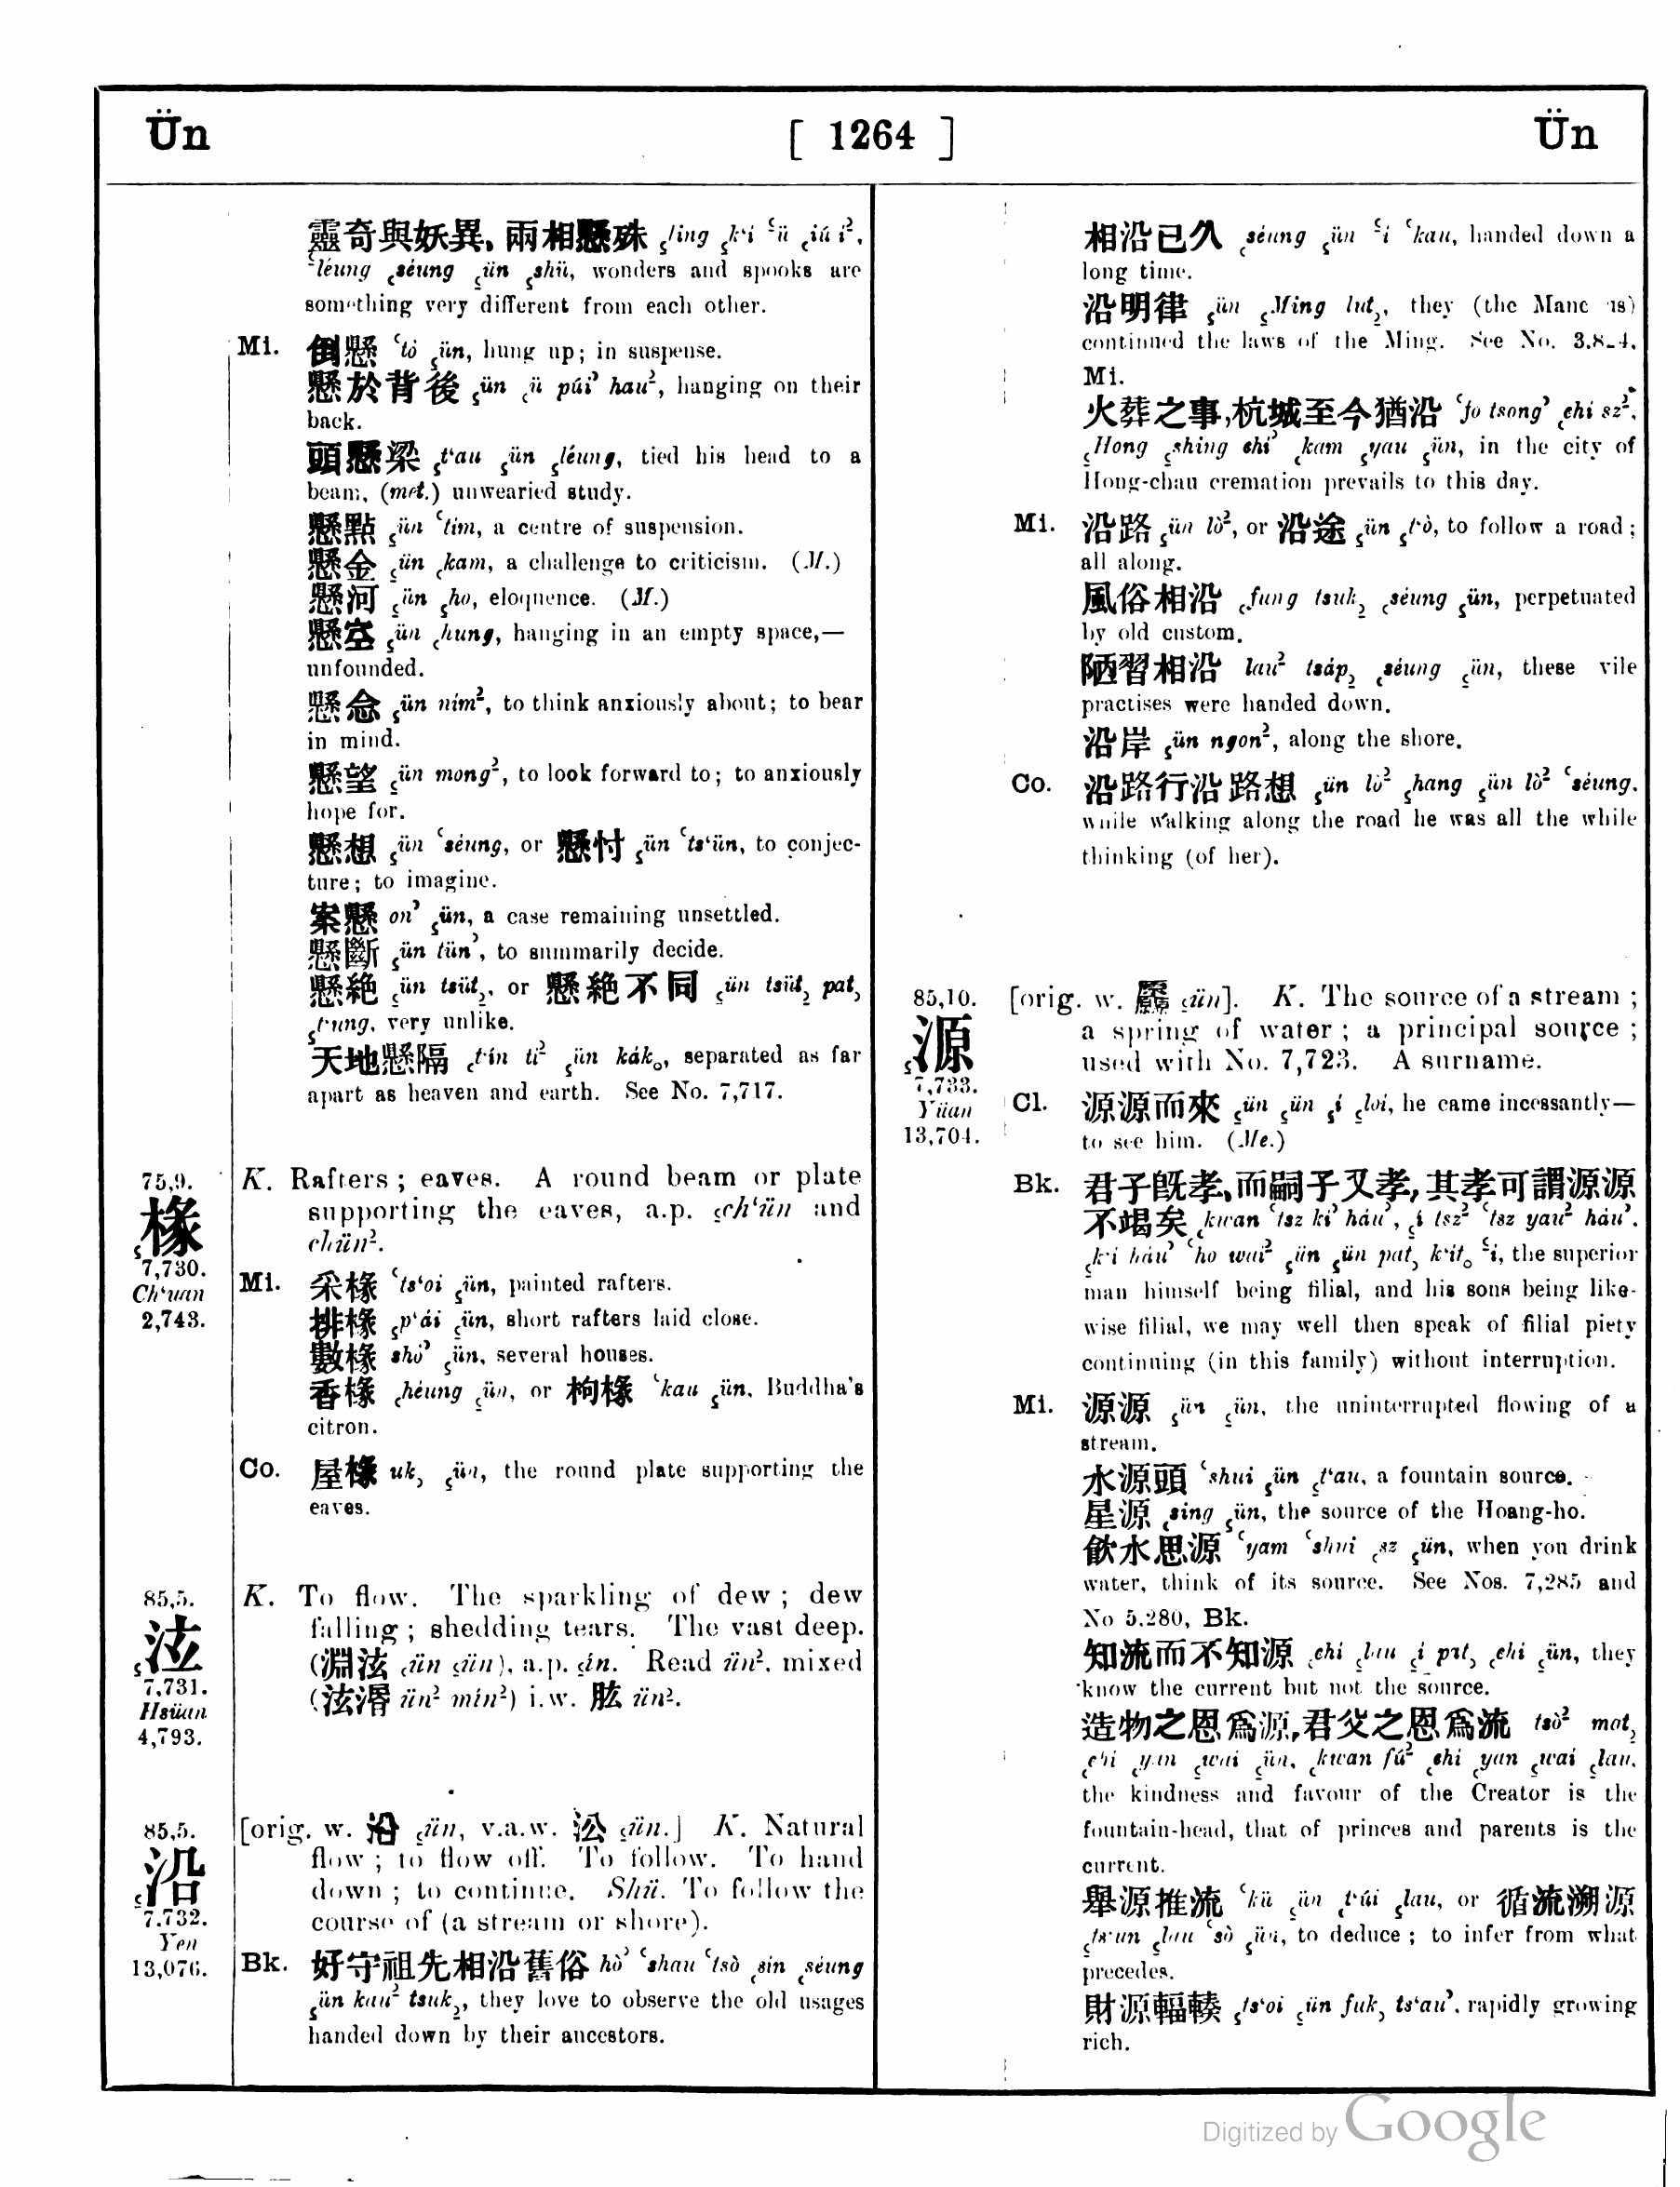 Ün [ 1264 ] Ün
靈奇與妖異, 兩相懸殊 ꜁ling ꜁k‘i ꜃ü ꜀iú í²,
꜃léung ꜀séung ꜁ün ꜁shü, wonders and spooks are
something very different from each other.
Mi. 倒懸 ꜂tò ꜁ün, hung up; in suspense.
懸於背後 ꜁ün ꜀ü púi꜄ hau², hanging on their
back.
頭懸梁 ꜁t‘au ꜁ün ꜁léung, tied his head to a
beam, (met.) unwearied study.
懸點 ꜁ün ꜂tím, a centre of suspension.
懸金 ꜁ün ꜀kam, a challenge to criticism. (M.)
懸河 ꜁ün ꜁ho, eloquence. (M.)
懸空 ꜁ün ꜀hung, hanging in an empty space,—
unfounded.
懸念 ꜁ün ním², to think anxiously about; to bear
in mind.
懸望 ꜁ün mong², to look forward to; to anxiously
hope for.
懸想 ꜁ün ꜂séung, or 懸忖 ꜁ün ꜂ts‘ün, to conjec-
ture; to imagine.
案懸 on꜄ ꜁ün, a case remaining unsettled.
懸斷 ꜁ün tün꜄, to summarily decide.
懸絶 ꜁ün tsüt꜇, or 懸絶不同 ꜁ün tsüt꜇ pat꜆
꜁t‘ung, very unlike.
天地懸隔 ꜀t‘ín tí² ꜁ün kákₒ, separated as far
apart as heaven and earth. See No. 7,717.
75,9.
꜁椽
7,730.
Ch‘uan
2,743.
K. Rafters; eaves. A round beam or plate
supporting the eaves, a.p. ꜁ch‘ün and
chün².
Mi. 采椽 ꜂ts‘oi ꜁ün, painted rafters.
排椽 ꜁p‘ái ꜁ün, short rafters laid close.
數椽 shò꜄ ꜁ün, several houses.
香椽 ꜀héung ꜁ün, or 枸椽 ꜂kau ꜁ün, Buddha's
citron.
Co. 屋椽 uk꜆ ꜁ün, the round plate supporting the
eaves.
85,5.
꜁泫
7,731.
Hsüan
4,793.
K. To flow. The sparkling of dew; dew
falling; shedding tears. The vast deep.
(淵泫 ꜀ün ꜁ün), a.p. ꜁ín. Read ün², mixed
(泫湣 ün² mín²) i.w. 眩 ün².
85,5.
꜁沿
7,732.
Yen
13,076.
[orig. w. 㳂 ꜁ün, v.a.w. 㳂 ꜁ün.] K. Natural
flow; to flow off. To follow. To hand
down; to continue. Shü. To follow the
course of (a stream or shore).
Bk. 好守祖先相沿舊俗 hò꜄ ꜂shau ꜂tsò ꜀sín ꜀séung
꜁ün kau² tsuk꜇, they love to observe the old usages
handed down by their ancestors.
相沿已久 ꜀séung ꜁ün ꜃í ꜂kau, handed down a
long time.
沿明律 ꜁ün ꜁Ming lut꜇, they (the
continued the laws of the Ming. See No.
Mi.
火葬之事, 杭城至今猶沿 ꜂fo tsong꜄ ꜀chi sz²,
꜁Hong ꜁shing chí꜄ ꜀kam ꜁yau ꜁ün, in the city of
Hong-chau cremation prevails to this day.
Mi. 沿路 ꜁ün lò², or 沿途 ꜁ün ꜁t‘ò, to follow a road;
all along.
風俗相沿 ꜀fung tsuk꜇ ꜀séung ꜁ün, perpetuated
by old custom.
陋習相沿 lau² tsáp꜇ ꜀séung ꜁ün, these vile
practises were handed down.
沿岸 ꜁ün ngon², along the shore.
Co. 沿路行沿路想 ꜁ün lò² ꜁hang ꜁ün lò² ꜂séung,
while walking along the road he was all the while
thinking (of her).
85,10.
꜁源
7,733.
Yüan
13,704.
[orig. w. 厵 ꜁ün]. K. The source of a stream;
a spring of water; a principal source;
used with No. 7,723. A surname.
Cl. 源源而來 ꜁ün ꜁ün ꜁í ꜁loi, he came incessantly—
to see him. (Me.)
Bk. 君子旣孝, 而嗣子又孝, 其孝可謂源源
不竭矣 ꜀kwan ꜂tsz kí꜄ háu꜄, ꜁í tsz² ꜂tsz yau² háu꜄,
꜁k‘í háu꜄ ꜂ho wai² ꜁ün ꜁ün pat꜆ k‘ítₒ ꜃í, the superior
man himself being filial, and his sons being like-
wise filial, we may well then speak of filial piety
continuing (in this family) without interruption.
Mi. 源源 ꜁ün ꜁ün, the uninterrupted flowing of a
stream.
水源頭 ꜂shui ꜁ün ꜁t‘au, a fountain source.
星源 ꜀sing ꜁ün, the source of the Hoang-ho.
飲水思源 ꜂yam ꜂shui ꜀sz ꜁ün, when you drink
water, think of its source. See Nos. 7,285 and
No 5,280, Bk.
知流而不知源 ꜀chi ꜁lau ꜁í pat꜆ ꜀chi ꜁ün, they
know the current but not the source.
造物之恩爲源, 君父之恩爲流 tsò² mat꜇
꜀chi ꜀yan ꜁wai ꜁ün, ꜀kwan fú² ꜀chi ꜀yan ꜁wai ꜁lau,
the kindness and favour of the Creator is the
fountain-head, that of princes and parents is the
current.
舉源推流 ꜂kü ꜁ün ꜀t‘úi ꜁lau, or 循流溯源
꜁ts‘un ꜁lau ꜂sò ꜁ün, to deduce; to infer from what
precedes.
財源輻輳 ꜁ts‘oi ꜁ün fuk꜆ ts‘au꜄, rapidly growing
rich.
Digitized by Google